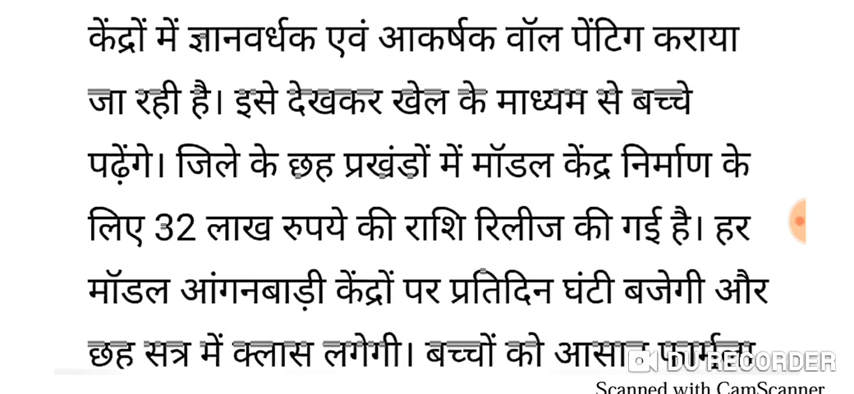 केंद्रों में ज्ञानवर्धक एवं आकर्षक वॉल पेंटिग कराया
जा रही है। इसे देखकर खेल के माध्यम से बच्चे
पढ़ेंगे। जिले के छह प्रखंडों में मॉडल केंद्र निर्माण के
लिए 32 लाख रुपये की राशि रिलीज की गई है। हर
मॉडल आंगनबाड़ी केंद्रों पर प्रतिदिन घंटी बजेगी और
छह सत्र में क्लास लगेगी। बच्चों को आसान फार्मूला
DU RECORDER
Scanned with CamScanner